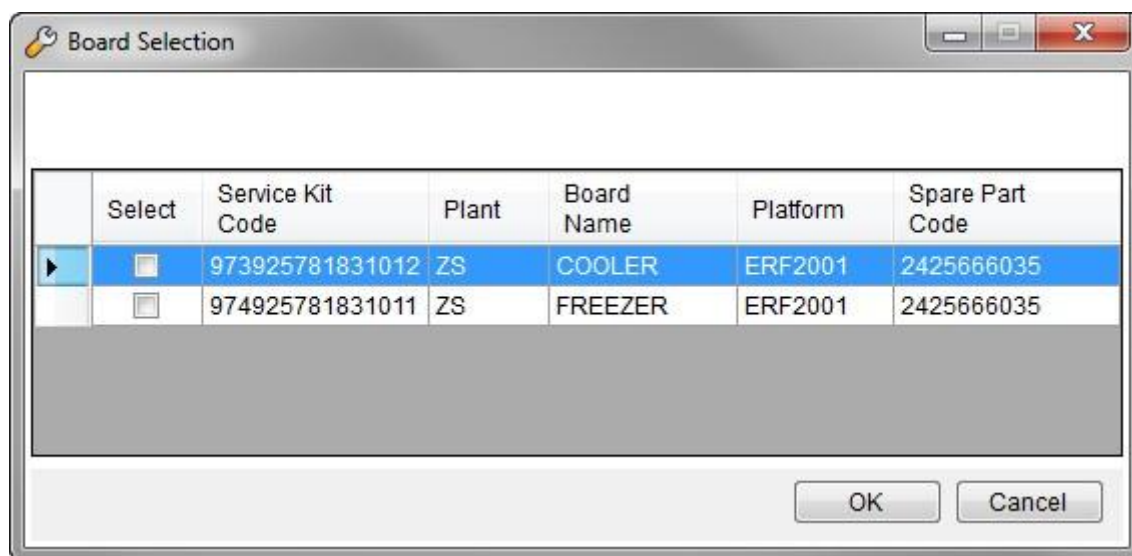 Board Selection
Select Service Kit Code Plant Board Name Platform Spare Part Code
973925781831012 ZS COOLER ERF2001 2425666035
974925781831011 ZS FREEZER ERF2001 2425666035
OK Cancel